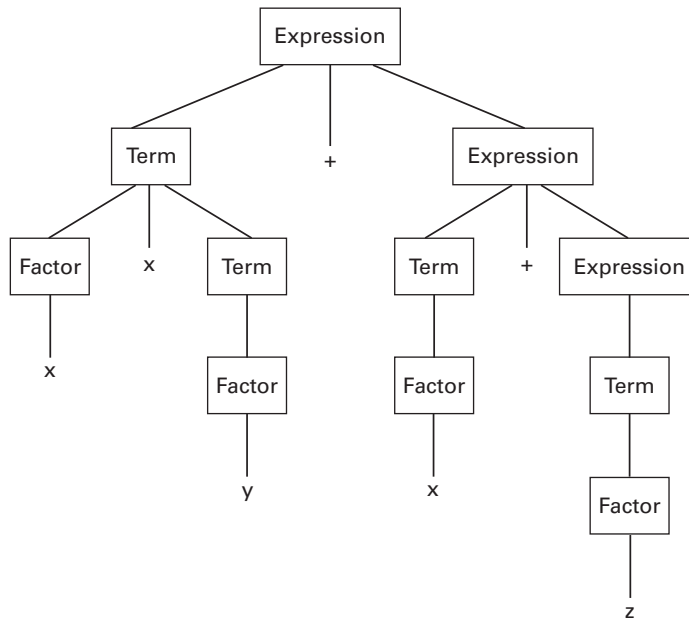 Expression
Term + Expression
Factor x Term Term + Expression
x Factor Factor Term
y x Factor
z